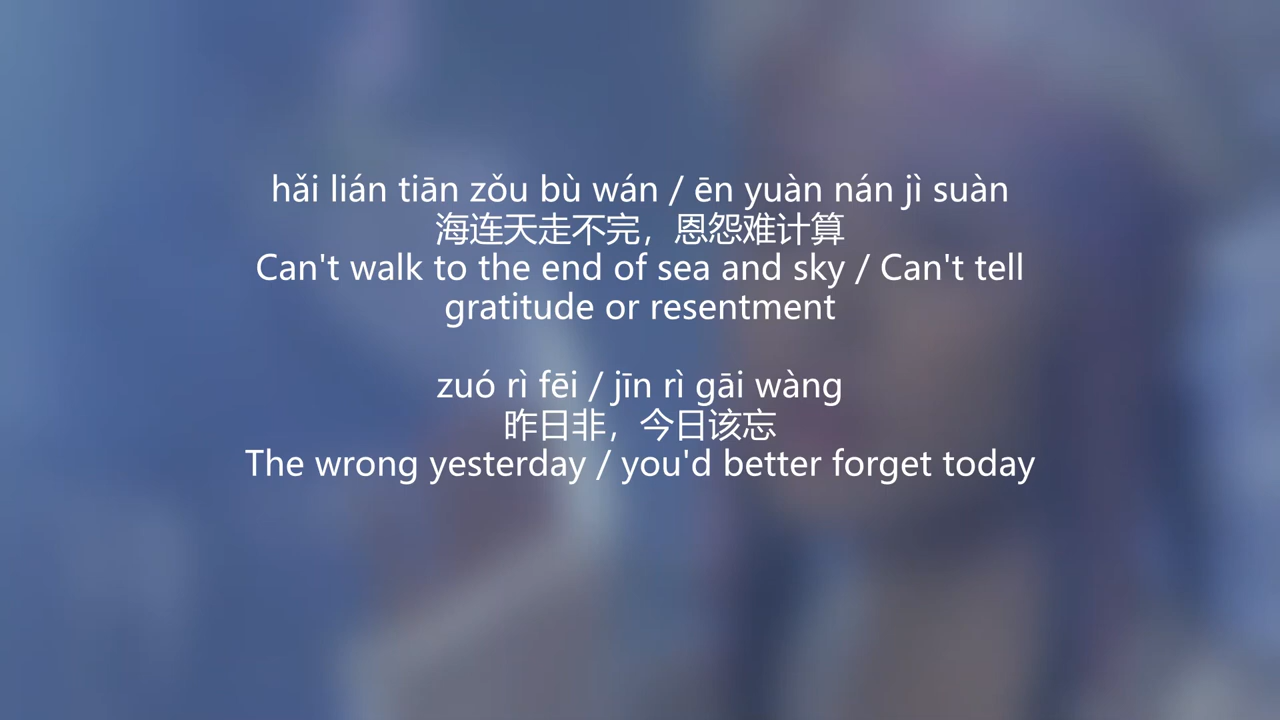 hǎi lián tiān zǒu bù wán / ēn yuàn nán jì suàn
海连天走不完，恩怨难计算
Can't walk to the end of sea and sky / Can't tell
gratitude or resentment
zuó rì fēi / jīn rì gāi wàng
昨日非，今日该忘
The wrong yesterday / you'd better forget today